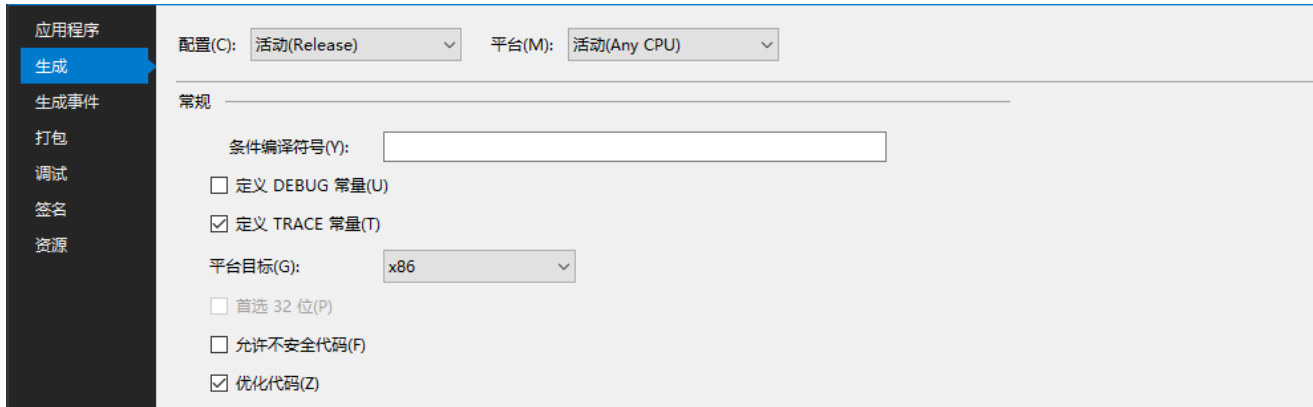 应用程序
生成
生成事件
打包
调试
签名
资源
配置(C): 活动(Release) 平台(M): 活动(Any CPU)
常规
条件编译符号(Y):
定义 DEBUG 常量(U)
定义 TRACE 常量(T)
平台目标(G): x86
首选 32 位(P)
允许不安全代码(F)
优化代码(Z)